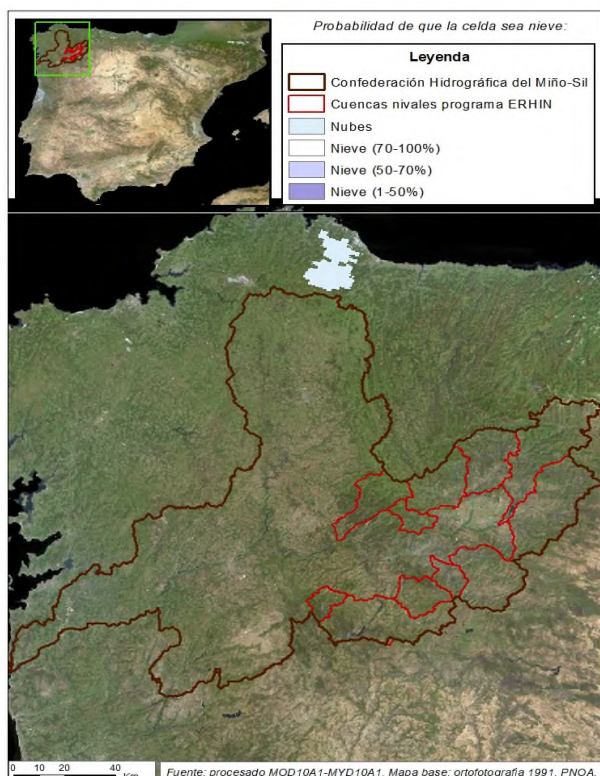 Probabilidad de que la celda sea nieve:
Leyenda
Confederación Hidrográfica del Miño-Sil
Cuencas nivales programa ERHIN
Nubes
Nieve (70-100%)
Nieve (50-70%)
Nieve (1-50%)
0 10 20 40
Km
Fuente: procesado MOD10A1-MYD10A1. Mapa base: ortofotografía 1991. PNOA